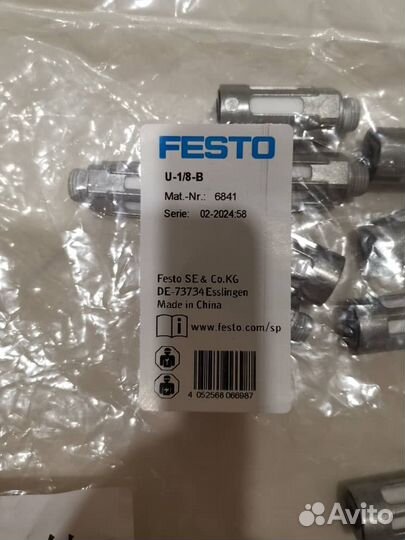 FESTO
U-1/8-B
Mat.-Nr.: 6841
Serie: 02-2024:58
Festo SE & Co.KG
DE-73734 Esslingen
Made in China
www.festo.com/sp
4 052568 066987
Avito